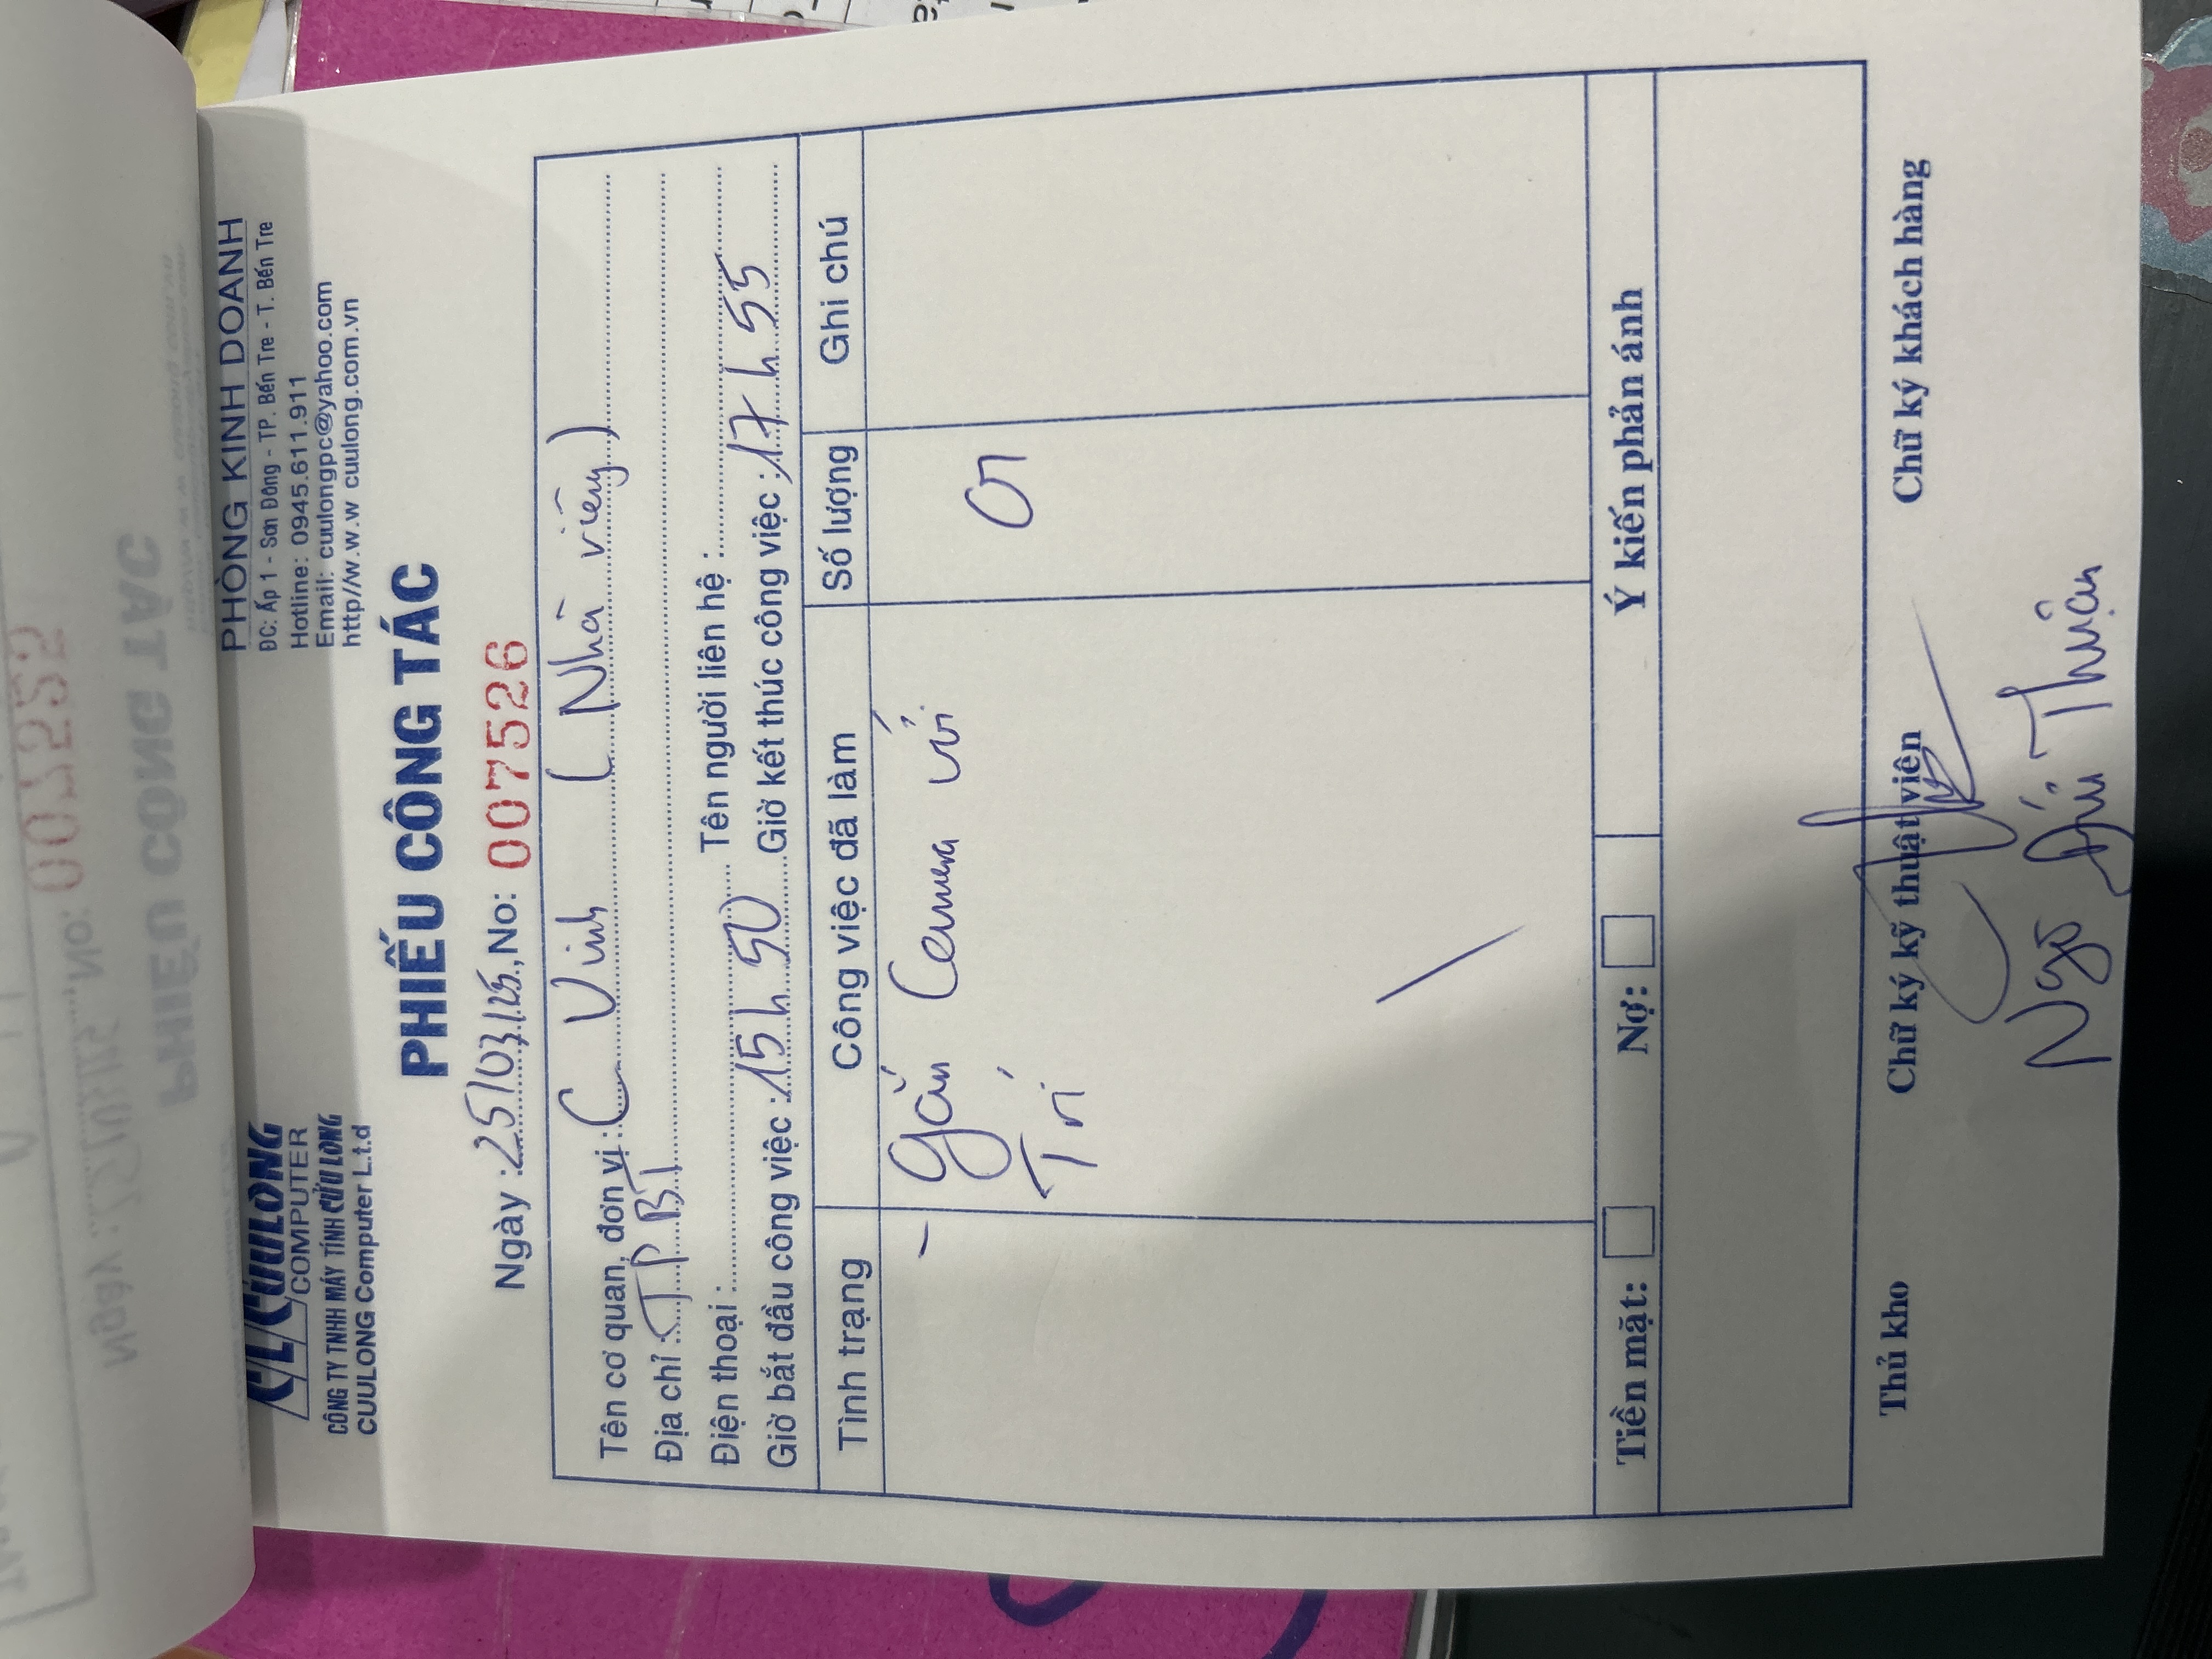 CL CUULONG
COMPUTER
CÔNG TY TNHH MÁY TÍNH CỬU LONG
CUULONG Computer L.t.d
PHÒNG KINH DOANH
ĐC: Ấp 1 - Sơn Đông - TP. Bến Tre - T. Bến Tre
Hotline: 0945.611.911
Email: cuulongpc@yahoo.com
http//w.w.w cuulong.com.vn
PHIẾU CÔNG TÁC
Ngày : 25/03/25, No: 007526
Tên cơ quan, đơn vị : C Vinh ( Nhà viếng )
Địa chỉ : TP BT
Điện thoại : Tên người liên hệ :
Giờ bắt đầu công việc : 15h50 Giờ kết thúc công việc : 17h55
Tình trạng Công việc đã làm Số lượng Ghi chú
- gắn Camera với 01
Trí
Tiền mặt: Nợ: Ý kiến phản ánh
Thủ kho Chữ ký kỹ thuật viên Chữ ký khách hàng
Ngô Đức Thuận